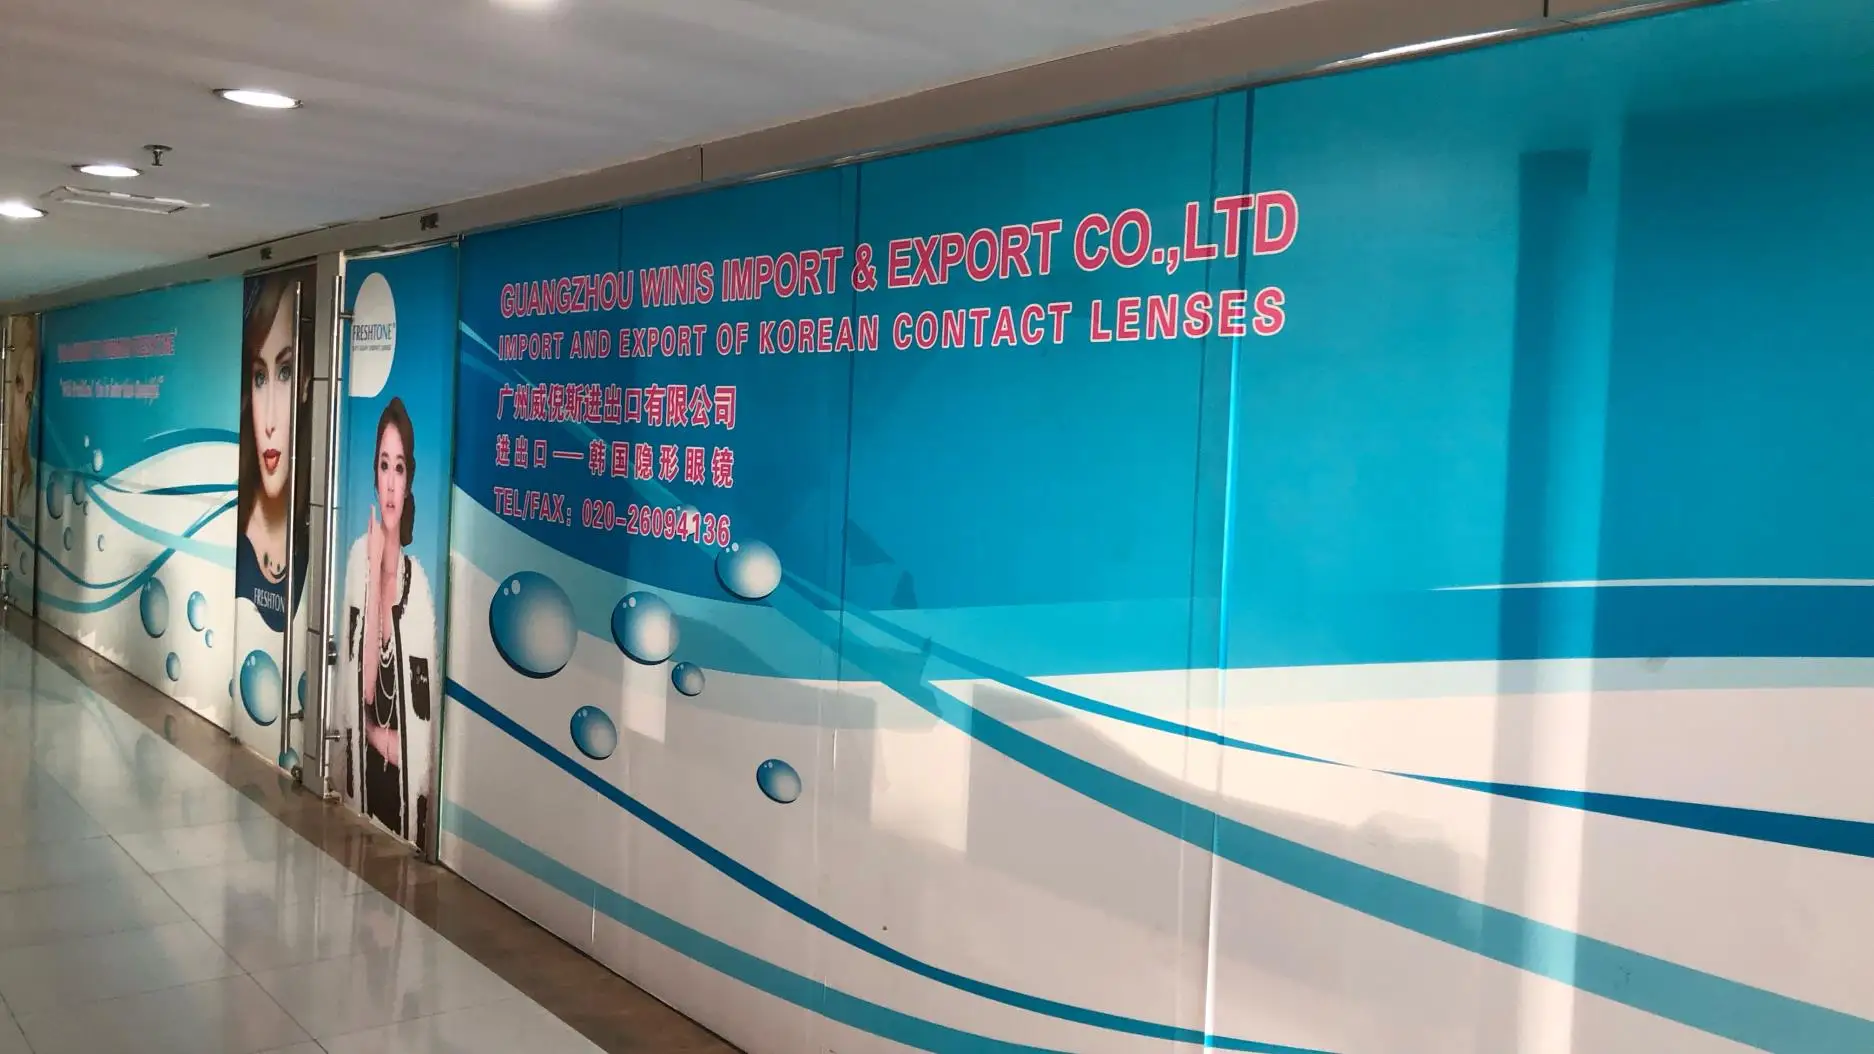 GUANGZHOU WINIS IMPORT & EXPORT CO.,LTD
IMPORT AND EXPORT OF KOREAN CONTACT LENSES
广州威倪斯进出口有限公司
进出口——韩国隐形眼镜
TEL/FAX: 020-26094136
FRESHTONE®
FRESHTON